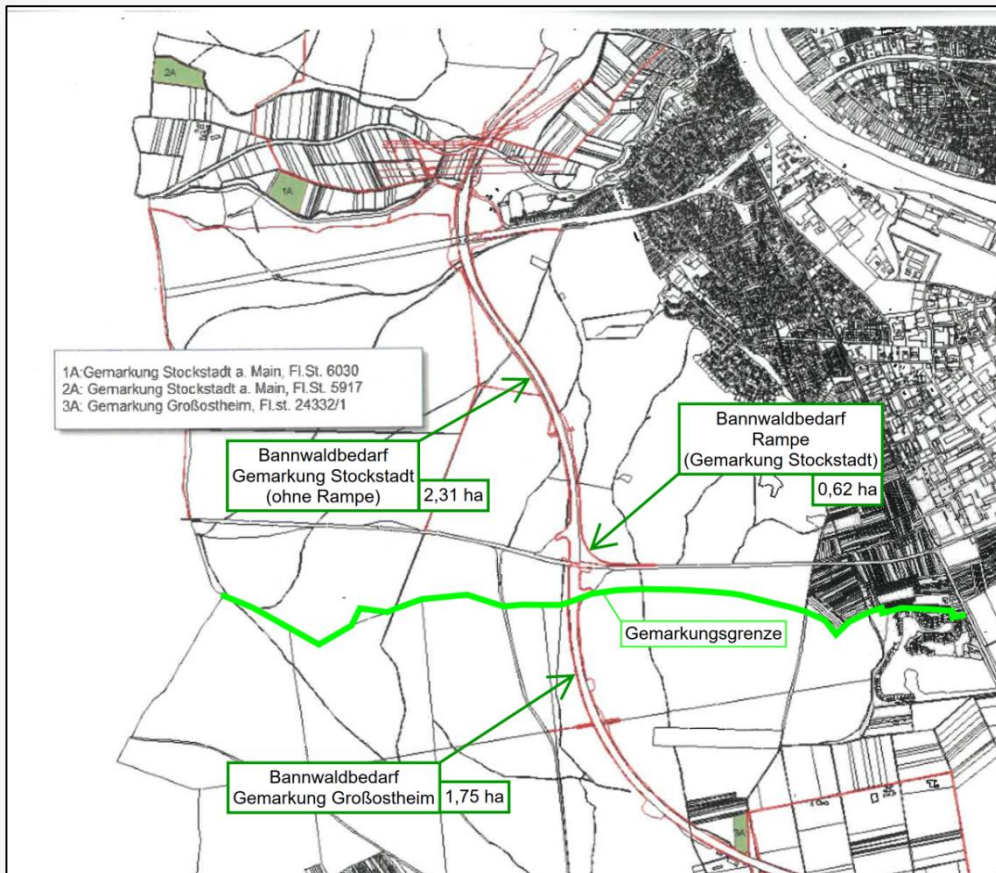 2A
1A
1A:Gemarkung Stockstadt a. Main, Fl.St. 6030
2A: Gemarkung Stockstadt a. Main, Fl.St. 5917
3A: Gemarkung Großostheim, Fl.st. 24332/1
Bannwaldbedarf
Gemarkung Stockstadt
(ohne Rampe)
2,31 ha
Bannwaldbedarf
Rampe
(Gemarkung Stockstadt)
0,62 ha
Gemarkungsgrenze
Bannwaldbedarf
Gemarkung Großostheim
1,75 ha
3A